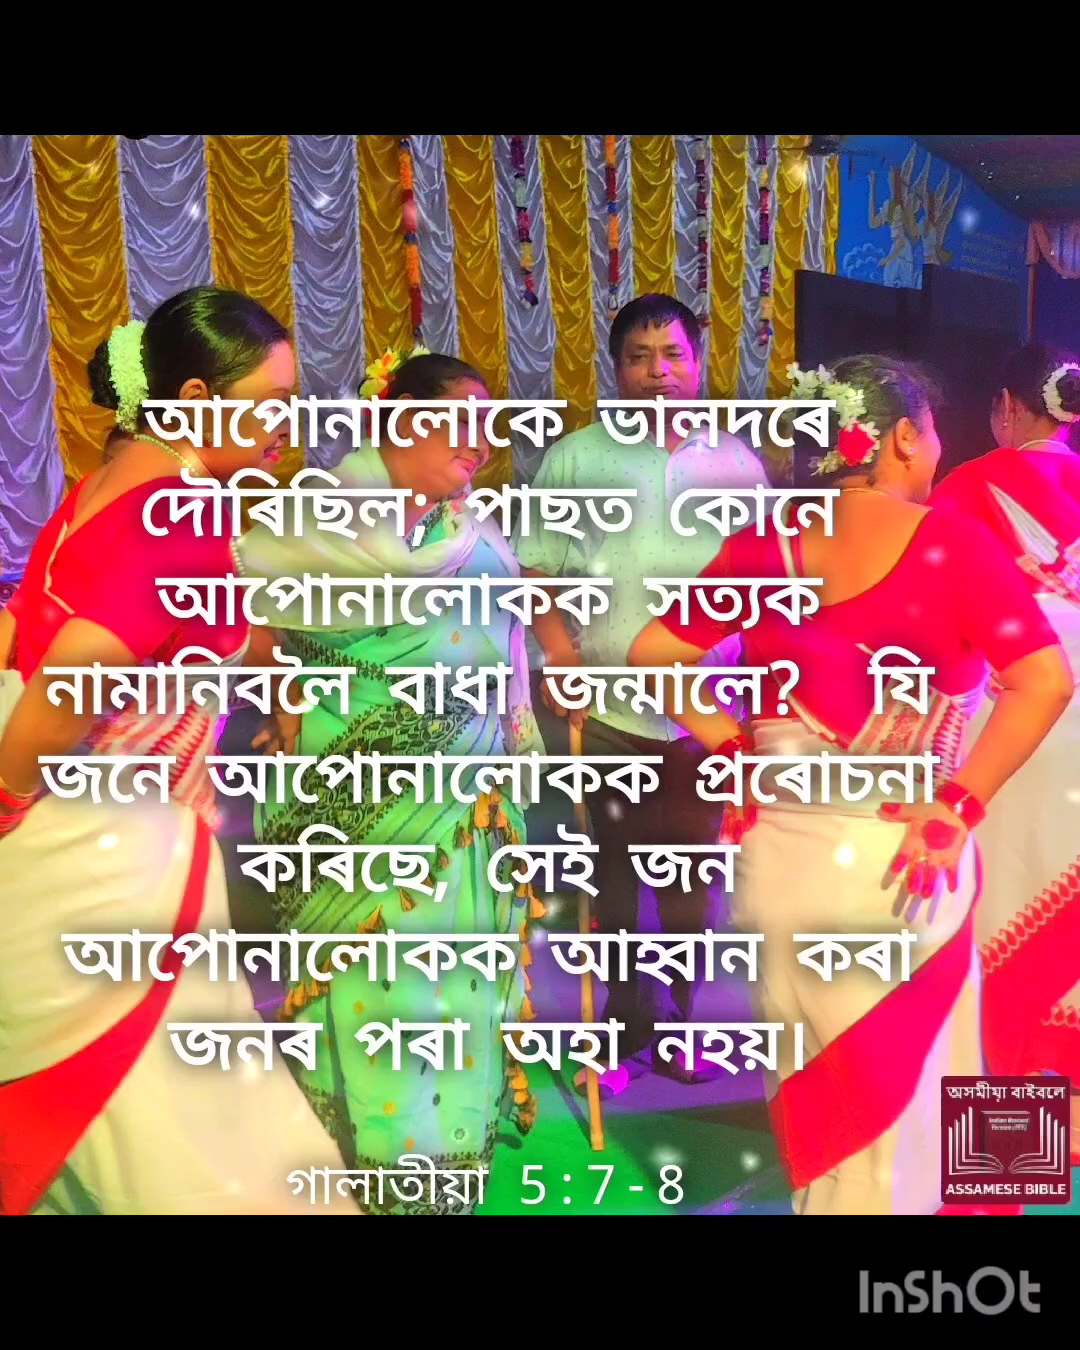 আপোনালোকে ভালদৰে
দৌৰিছিল; পাছত কোনে
আপোনালোকক সত্যক
নামানিবলৈ বাধা জন্মালে? যি
জনে আপোনালোকক প্ৰৰোচনা
কৰিছে, সেই জন
আপোনালোকক আহ্বান কৰা
জনৰ পৰা অহা নহয়।
গালাতীয়া 5:7-8
অসমীয়া বাইবেল
ASSAMESE BIBLE
InShOt